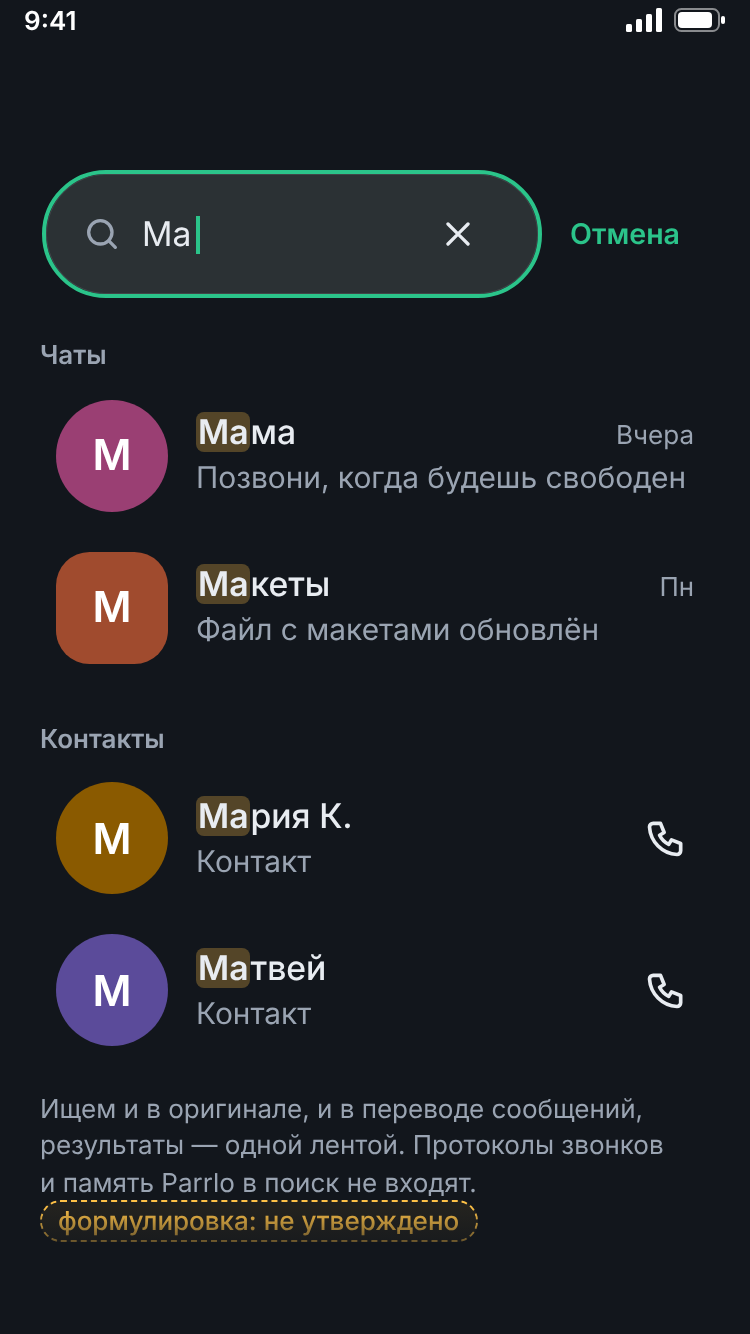 9:41
Ma
Отмена
Чаты
М
Мама
Вчера
Позвони, когда будешь свободен
М
Макеты
Пн
Файл с макетами обновлён
Контакты
М
Мария К.
Контакт
М
Матвей
Контакт
Ищем и в оригинале, и в переводе сообщений,
результаты — одной лентой. Протоколы звонков
и память Parrlo в поиск не входят.
формулировка: не утверждено